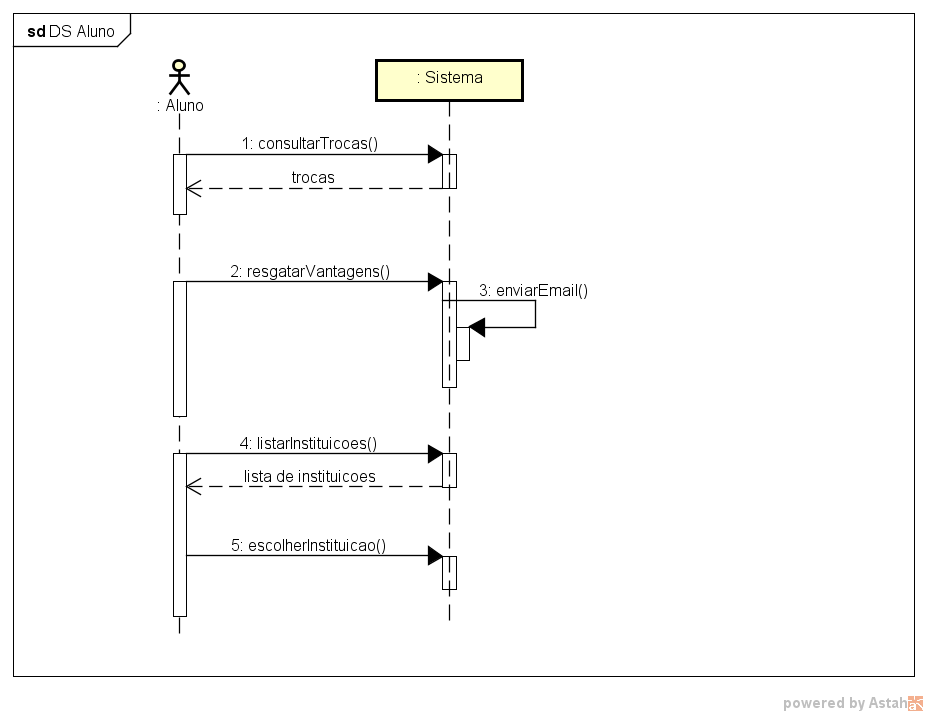 sd DS Aluno
: Aluno
: Sistema
1: consultarTrocas()
trocas
2: resgatarVantagens()
3: enviarEmail()
4: listarInstituicoes()
lista de instituicoes
5: escolherInstituicao()
powered by Astah